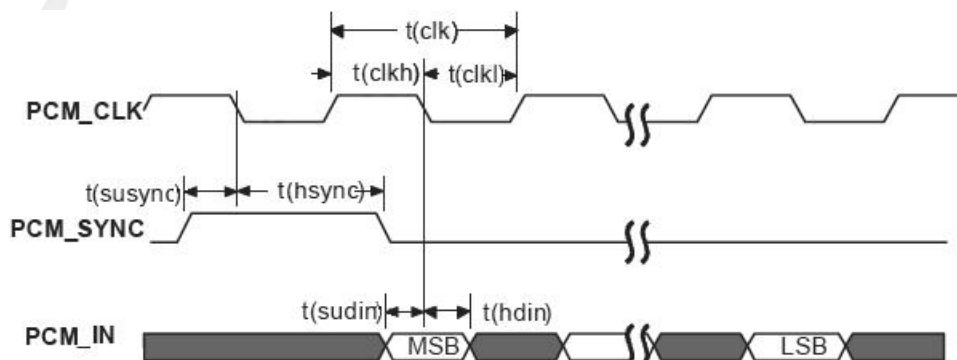 t(clk)
t(clkh) t(clkl)
PCM_CLK
t(susync) t(hsync)
PCM_SYNC
t(sudin) t(hdin)
PCM_IN MSB LSB